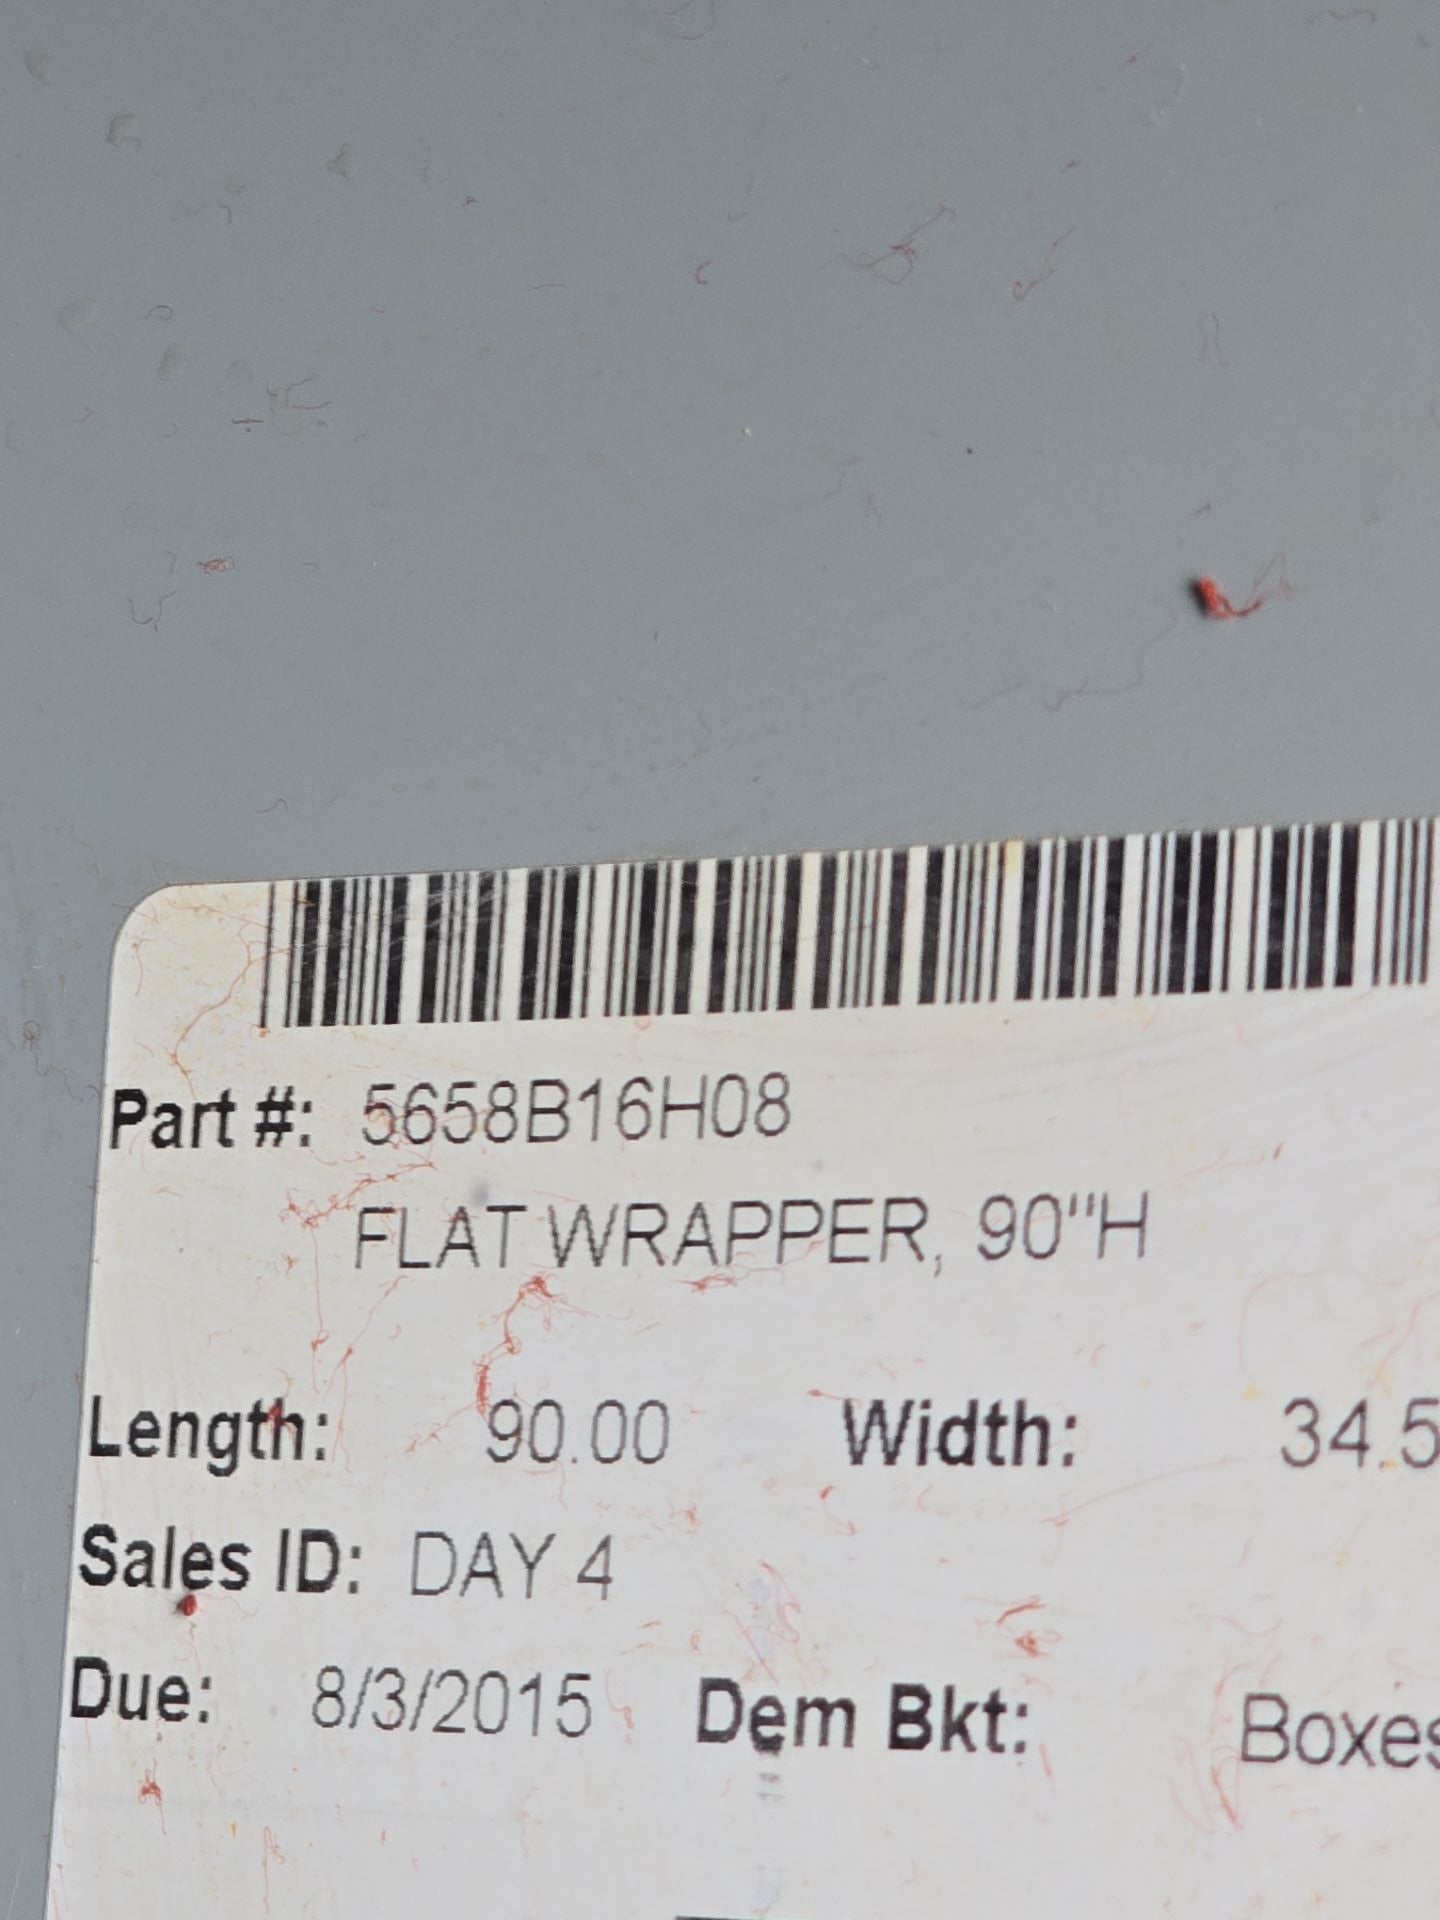 Part #: 5658B16H08
FLAT WRAPPER, 90"H
Length: 90.00 Width: 34.5
Sales ID: DAY 4
Due: 8/3/2015 Dem Bkt: Boxes